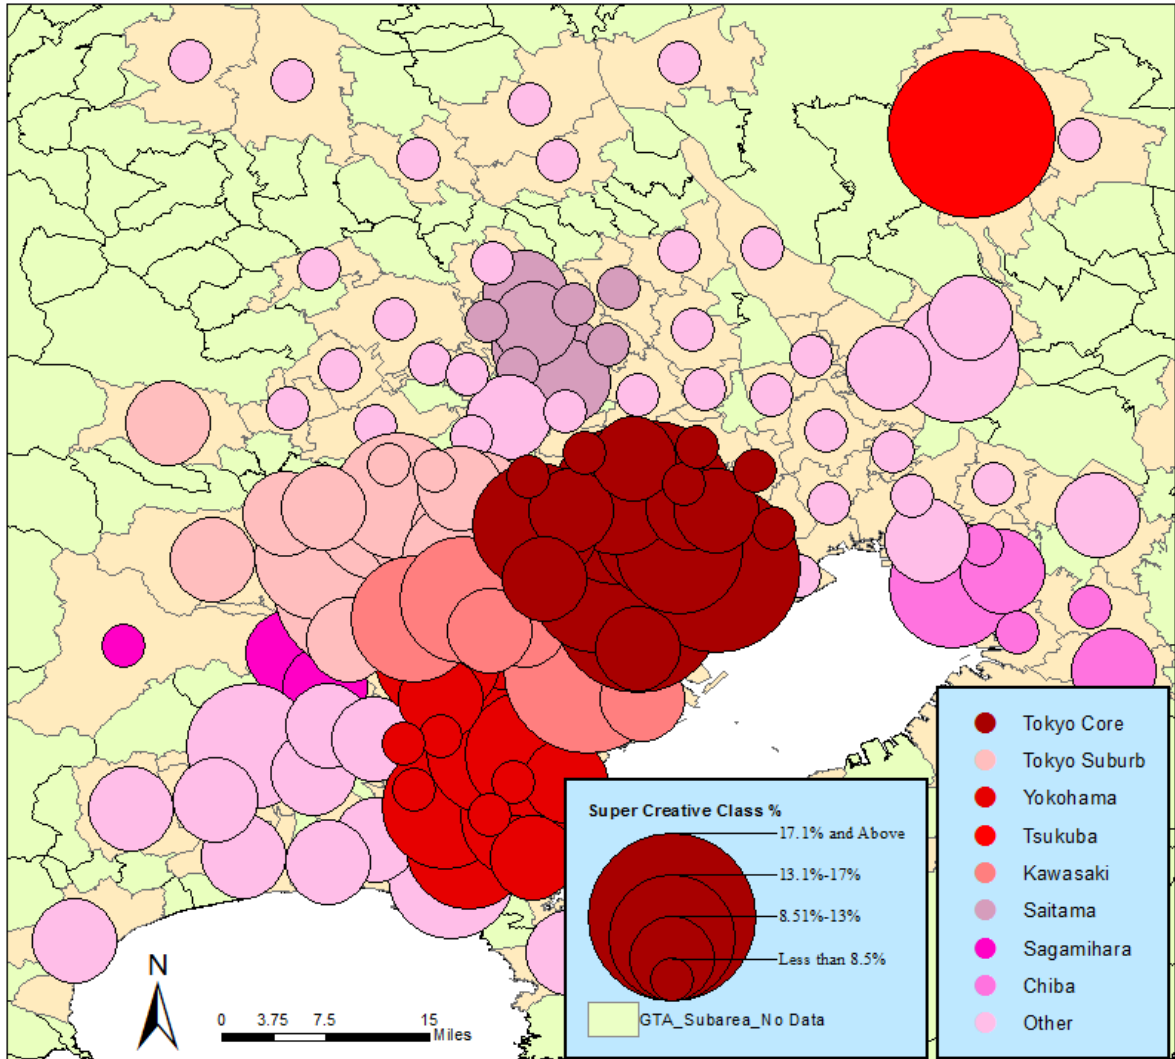 N
0 3.75 7.5 15
Miles
Super Creative Class %
17.1% and Above
13.1%-17%
8.51%-13%
Less than 8.5%
GTA_Subarea_No Data
Tokyo Core
Tokyo Suburb
Yokohama
Tsukuba
Kawasaki
Saitama
Sagamihara
Chiba
Other